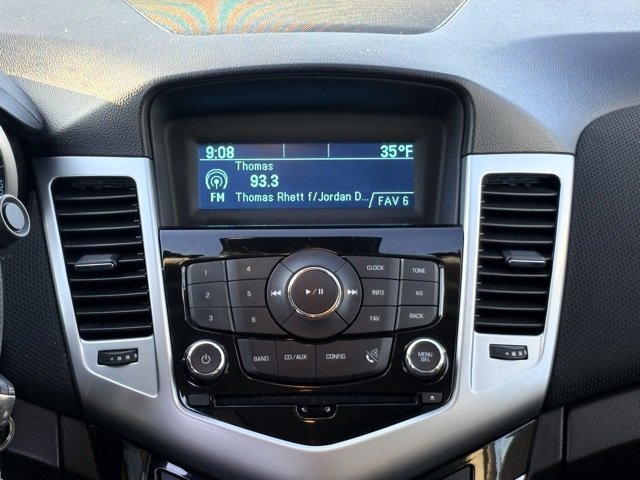 9:08 35°F
Thomas
93.3
FM Thomas Rhett f/Jordan D... FAV 6
1 4 CLOCK TONE
2 5 INFO AS
3 6 FAV BACK
BAND CD/AUX CONFIG
MENU
SEL